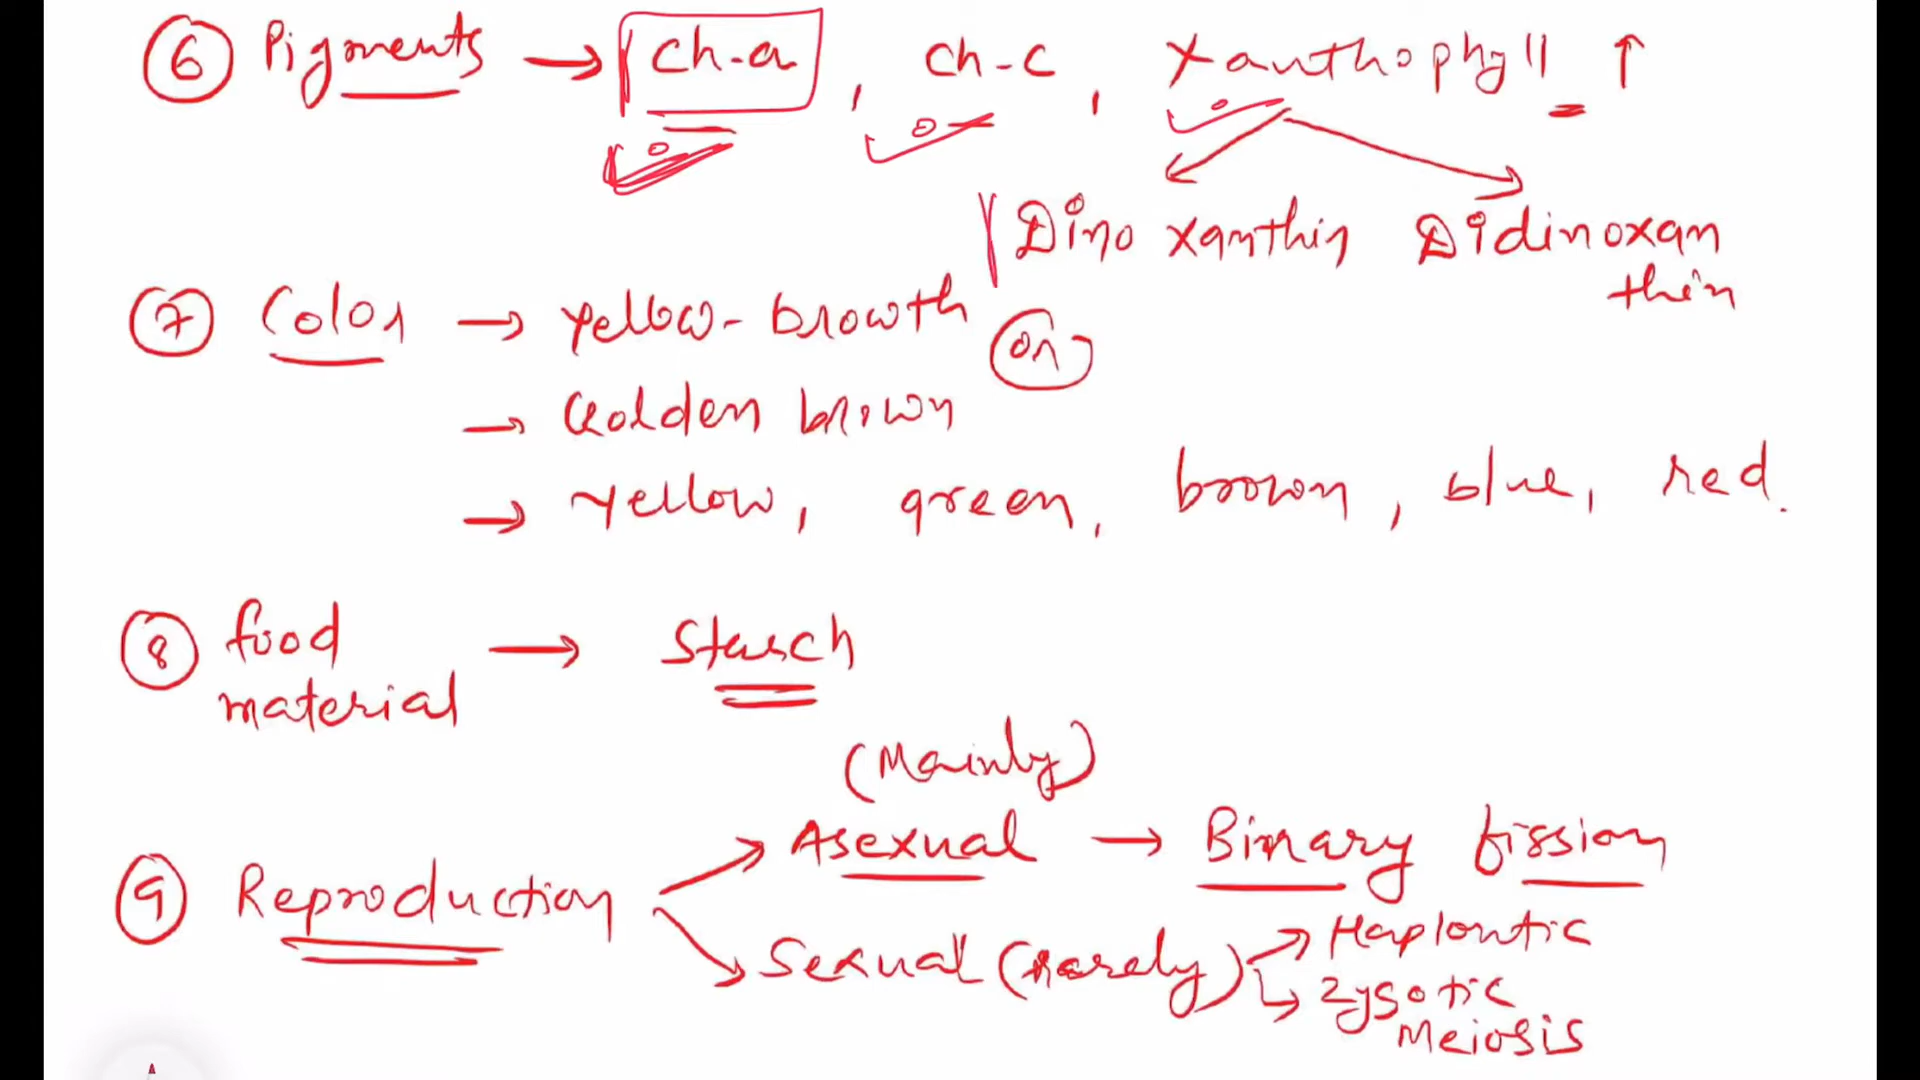 6 Pigments → Ch-a, Ch-c, Xanthophyll ↑
Dino xanthin Didinoxan
thin
7 Color → Yellow-browth (or)
→ Golden brown
→ Yellow, green, brown, blue, red.
8 food → Starch
material
(Mainly)
Asexual → Binary fission
9 Reproduction
Sexual (rarely) → Haplontic
→ Zygotic
Meiosis